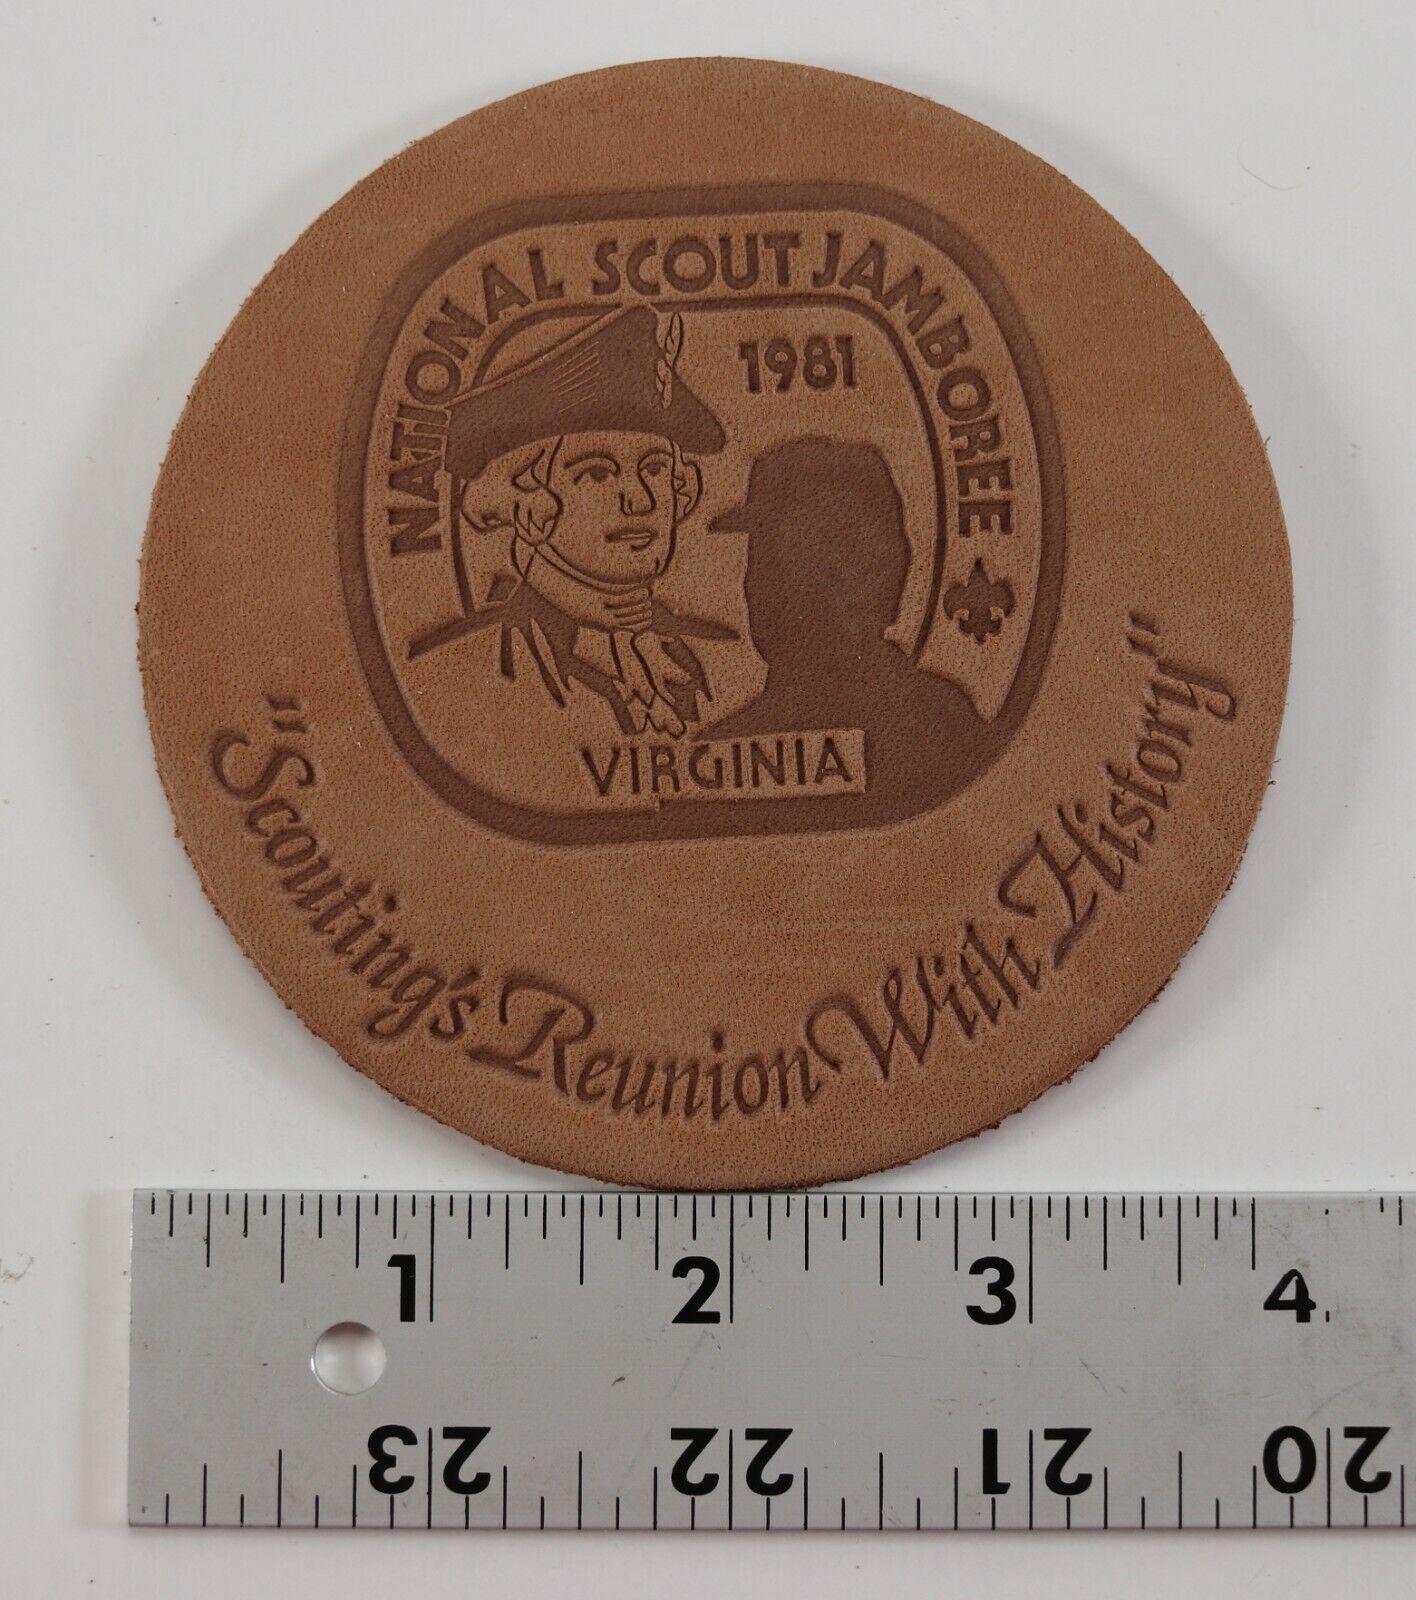 NATIONAL SCOUT JAMBOREE
1981
VIRGINIA
"Scouting's Reunion With History"
1 2 3 4
23 22 21 20